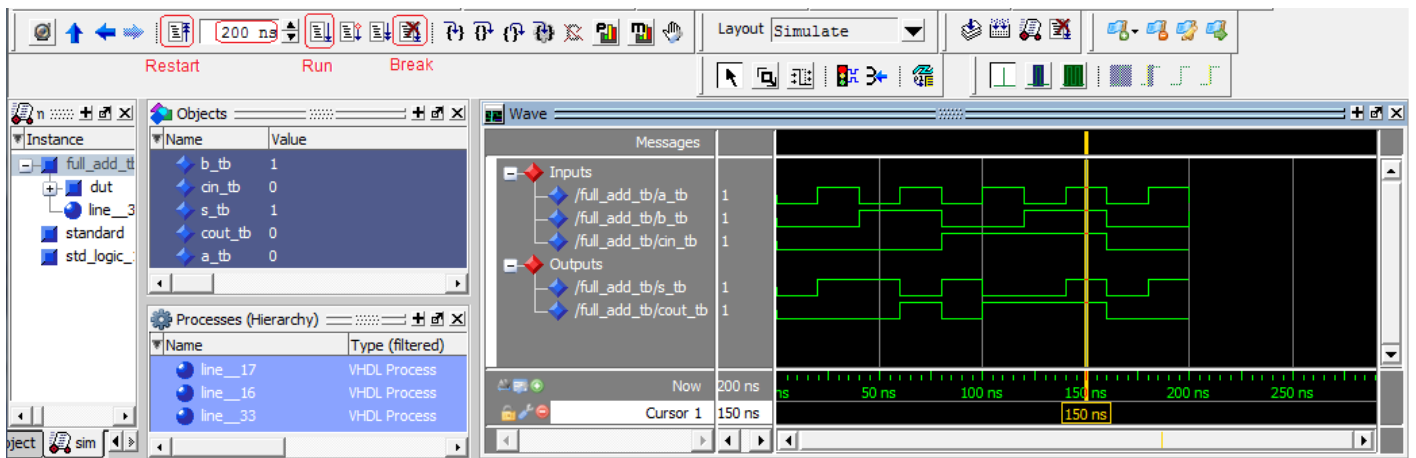 200 ns
Layout Simulate
Restart
Run
Break
n
Objects
Wave
Instance
Name
Value
Messages
full_add_tt
b_tb
1
Inputs
dut
cin_tb
0
/full_add_tb/a_tb
1
line__3
s_tb
1
/full_add_tb/b_tb
1
standard
cout_tb
0
/full_add_tb/cin_tb
1
std_logic_
a_tb
0
Outputs
/full_add_tb/s_tb
1
/full_add_tb/cout_tb
1
Processes (Hierarchy)
Name
Type (filtered)
line__17
VHDL Process
line__16
VHDL Process
line__33
VHDL Process
Now
200 ns
ns
50 ns
100 ns
150 ns
200 ns
250 ns
Cursor 1
150 ns
150 ns
oject
sim